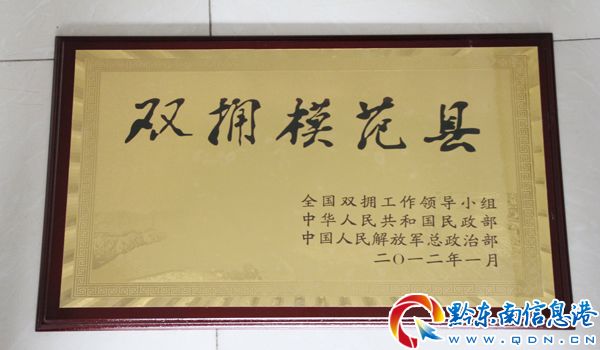 双拥模范县
全国双拥工作领导小组
中华人民共和国民政部
中国人民解放军总政治部
二〇一二年一月
黔东南信息港
WWW.QDN.CN